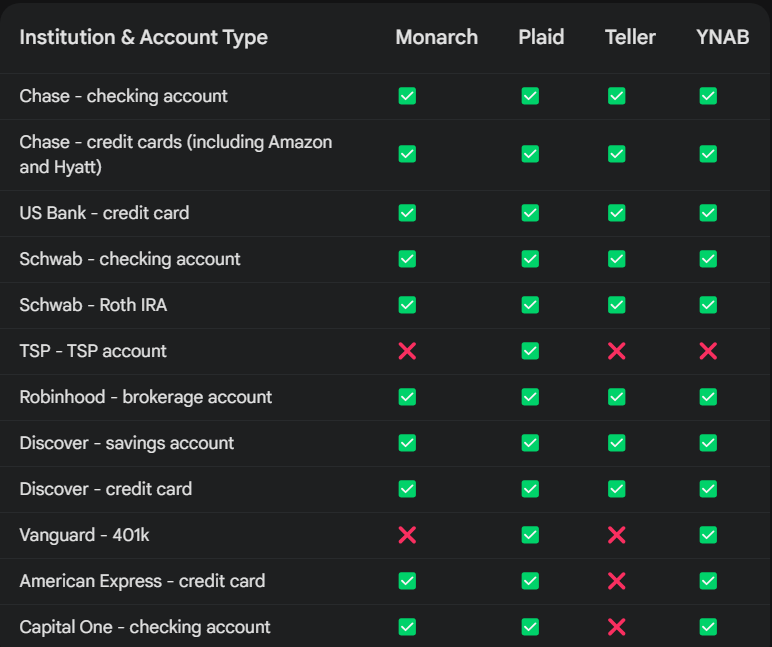 Institution & Account Type Monarch Plaid Teller YNAB
Chase - checking account ✅ ✅ ✅ ✅
Chase - credit cards (including Amazon
and Hyatt) ✅ ✅ ✅ ✅
US Bank - credit card ✅ ✅ ✅ ✅
Schwab - checking account ✅ ✅ ✅ ✅
Schwab - Roth IRA ✅ ✅ ✅ ✅
TSP - TSP account ❌ ✅ ❌ ❌
Robinhood - brokerage account ✅ ✅ ✅ ✅
Discover - savings account ✅ ✅ ✅ ✅
Discover - credit card ✅ ✅ ✅ ✅
Vanguard - 401k ❌ ✅ ❌ ✅
American Express - credit card ✅ ✅ ❌ ✅
Capital One - checking account ✅ ✅ ❌ ✅